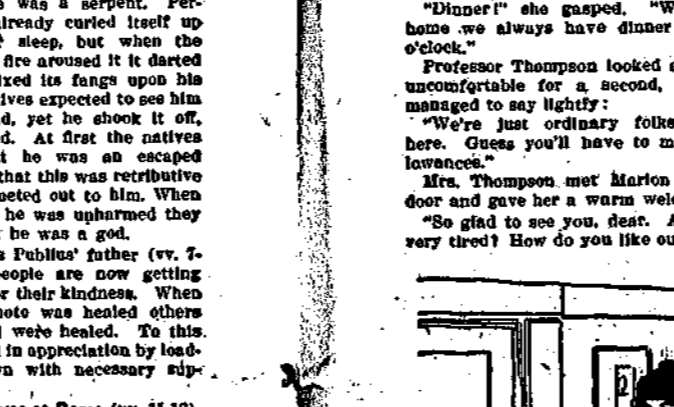 was a serpent. Per-
already curled itself up
sleep, but when the
fire aroused it it darted
fixed its fangs upon his
natives expected to see him
yet he shook it off,
At first the natives
he was an escaped
that this was retributive
meted out to him. When
he was unharmed they
he was a god.
Publius' father (vv. 7-
people are now getting
their kindness. When
was healed others
were healed. To this
in appreciation by load-
with necessary sup-
"Dinner!" she gasped.
home we always have dinner
o'clock."
Professor Thompson looked
uncomfortable for a second,
managed to say lightly:
"We're just ordinary folks
here. Guess you'll have to
lowances."
Mrs. Thompson met Marion
door and gave her a warm
"So glad to see you, dear.
very tired? How do you like